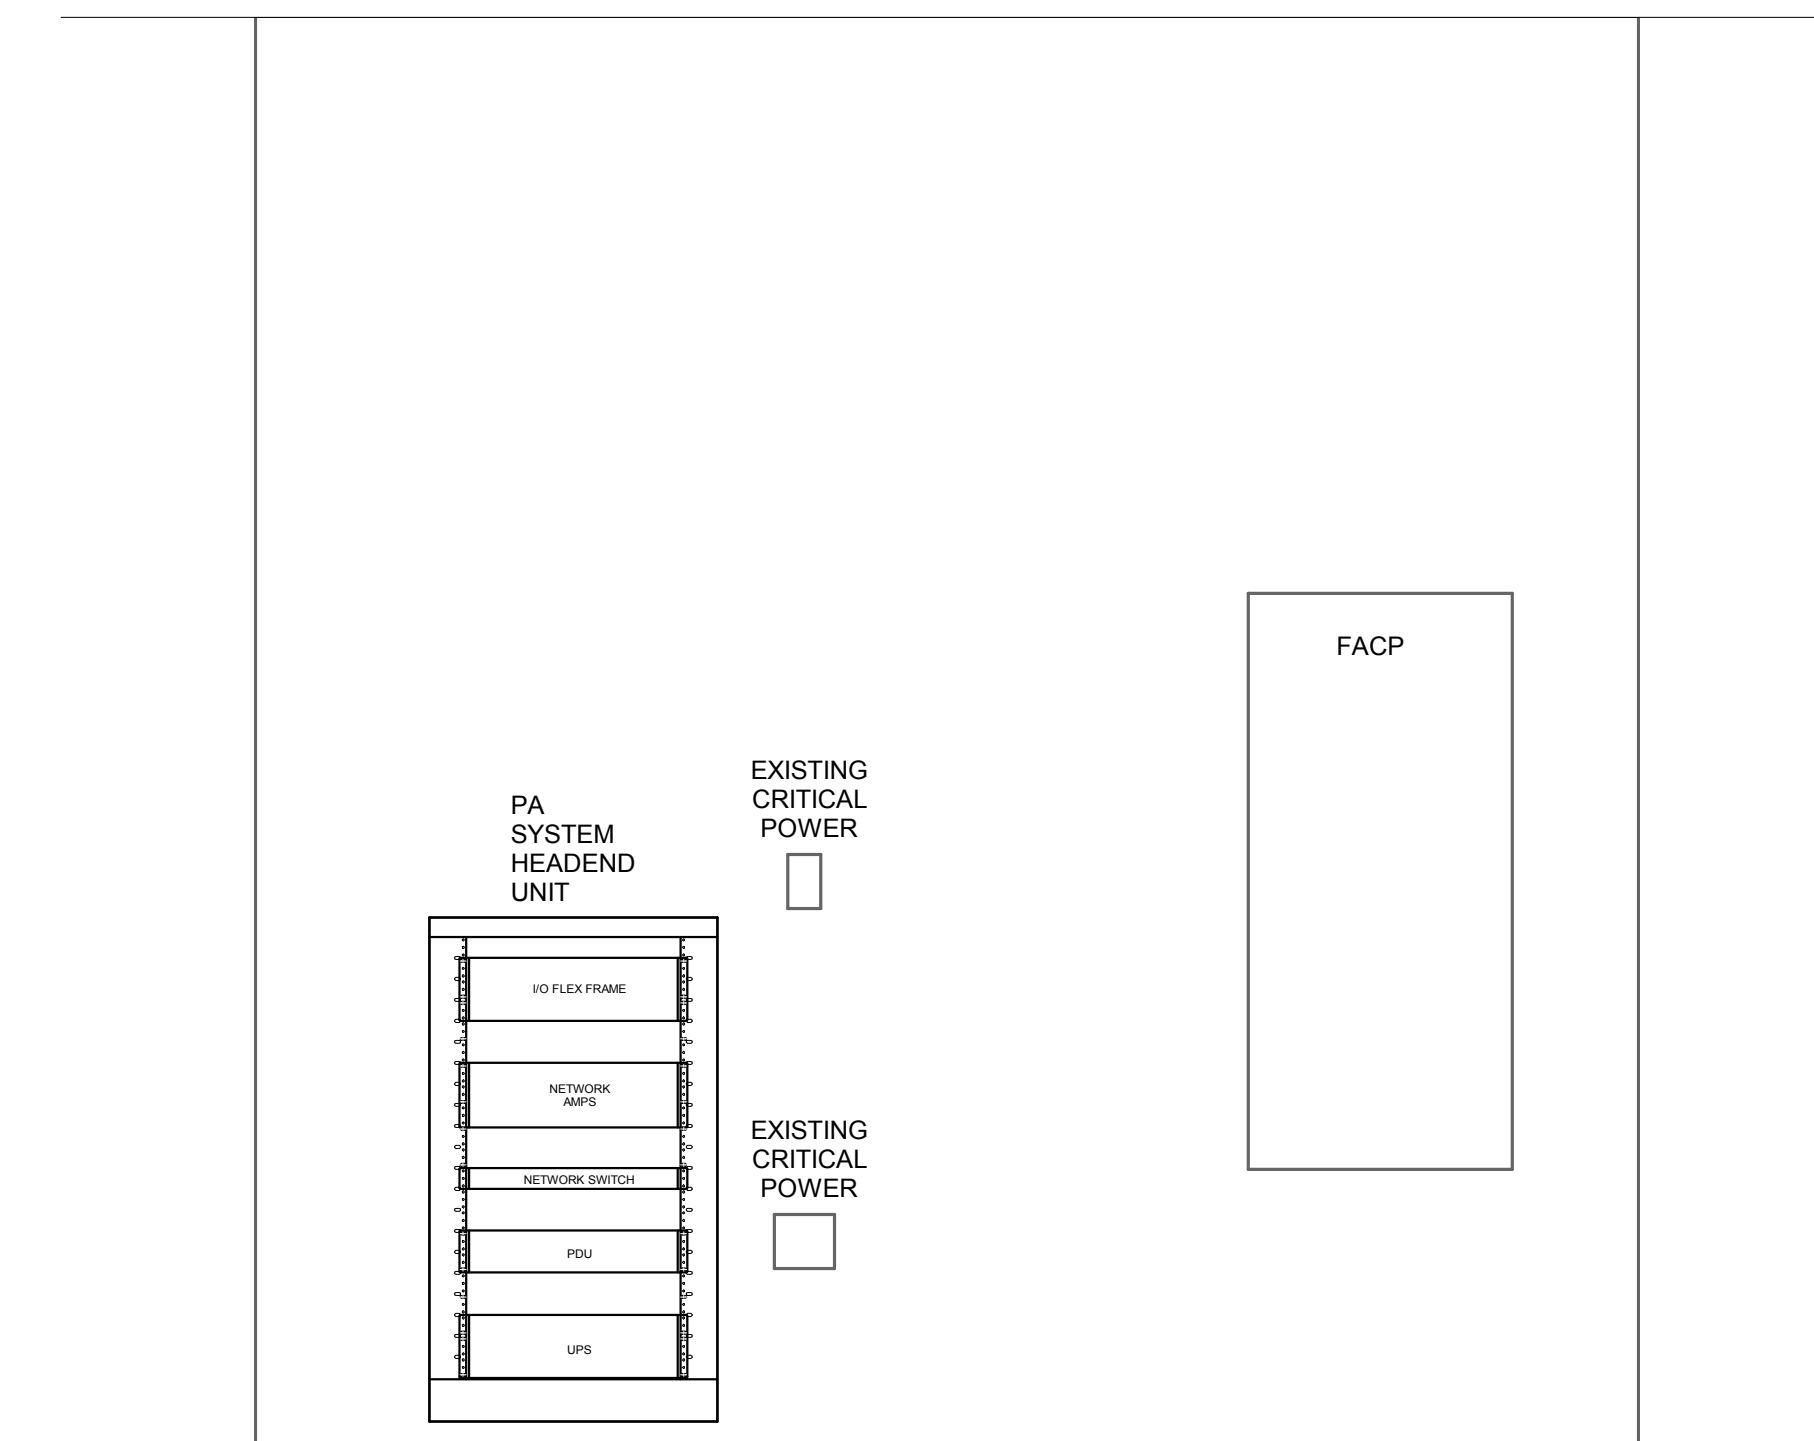 FACP
EXISTING
CRITICAL
POWER
PA
SYSTEM
HEADEND
UNIT
I/O FLEX FRAME
NETWORK
AMPS
EXISTING
CRITICAL
POWER
NETWORK SWITCH
PDU
UPS